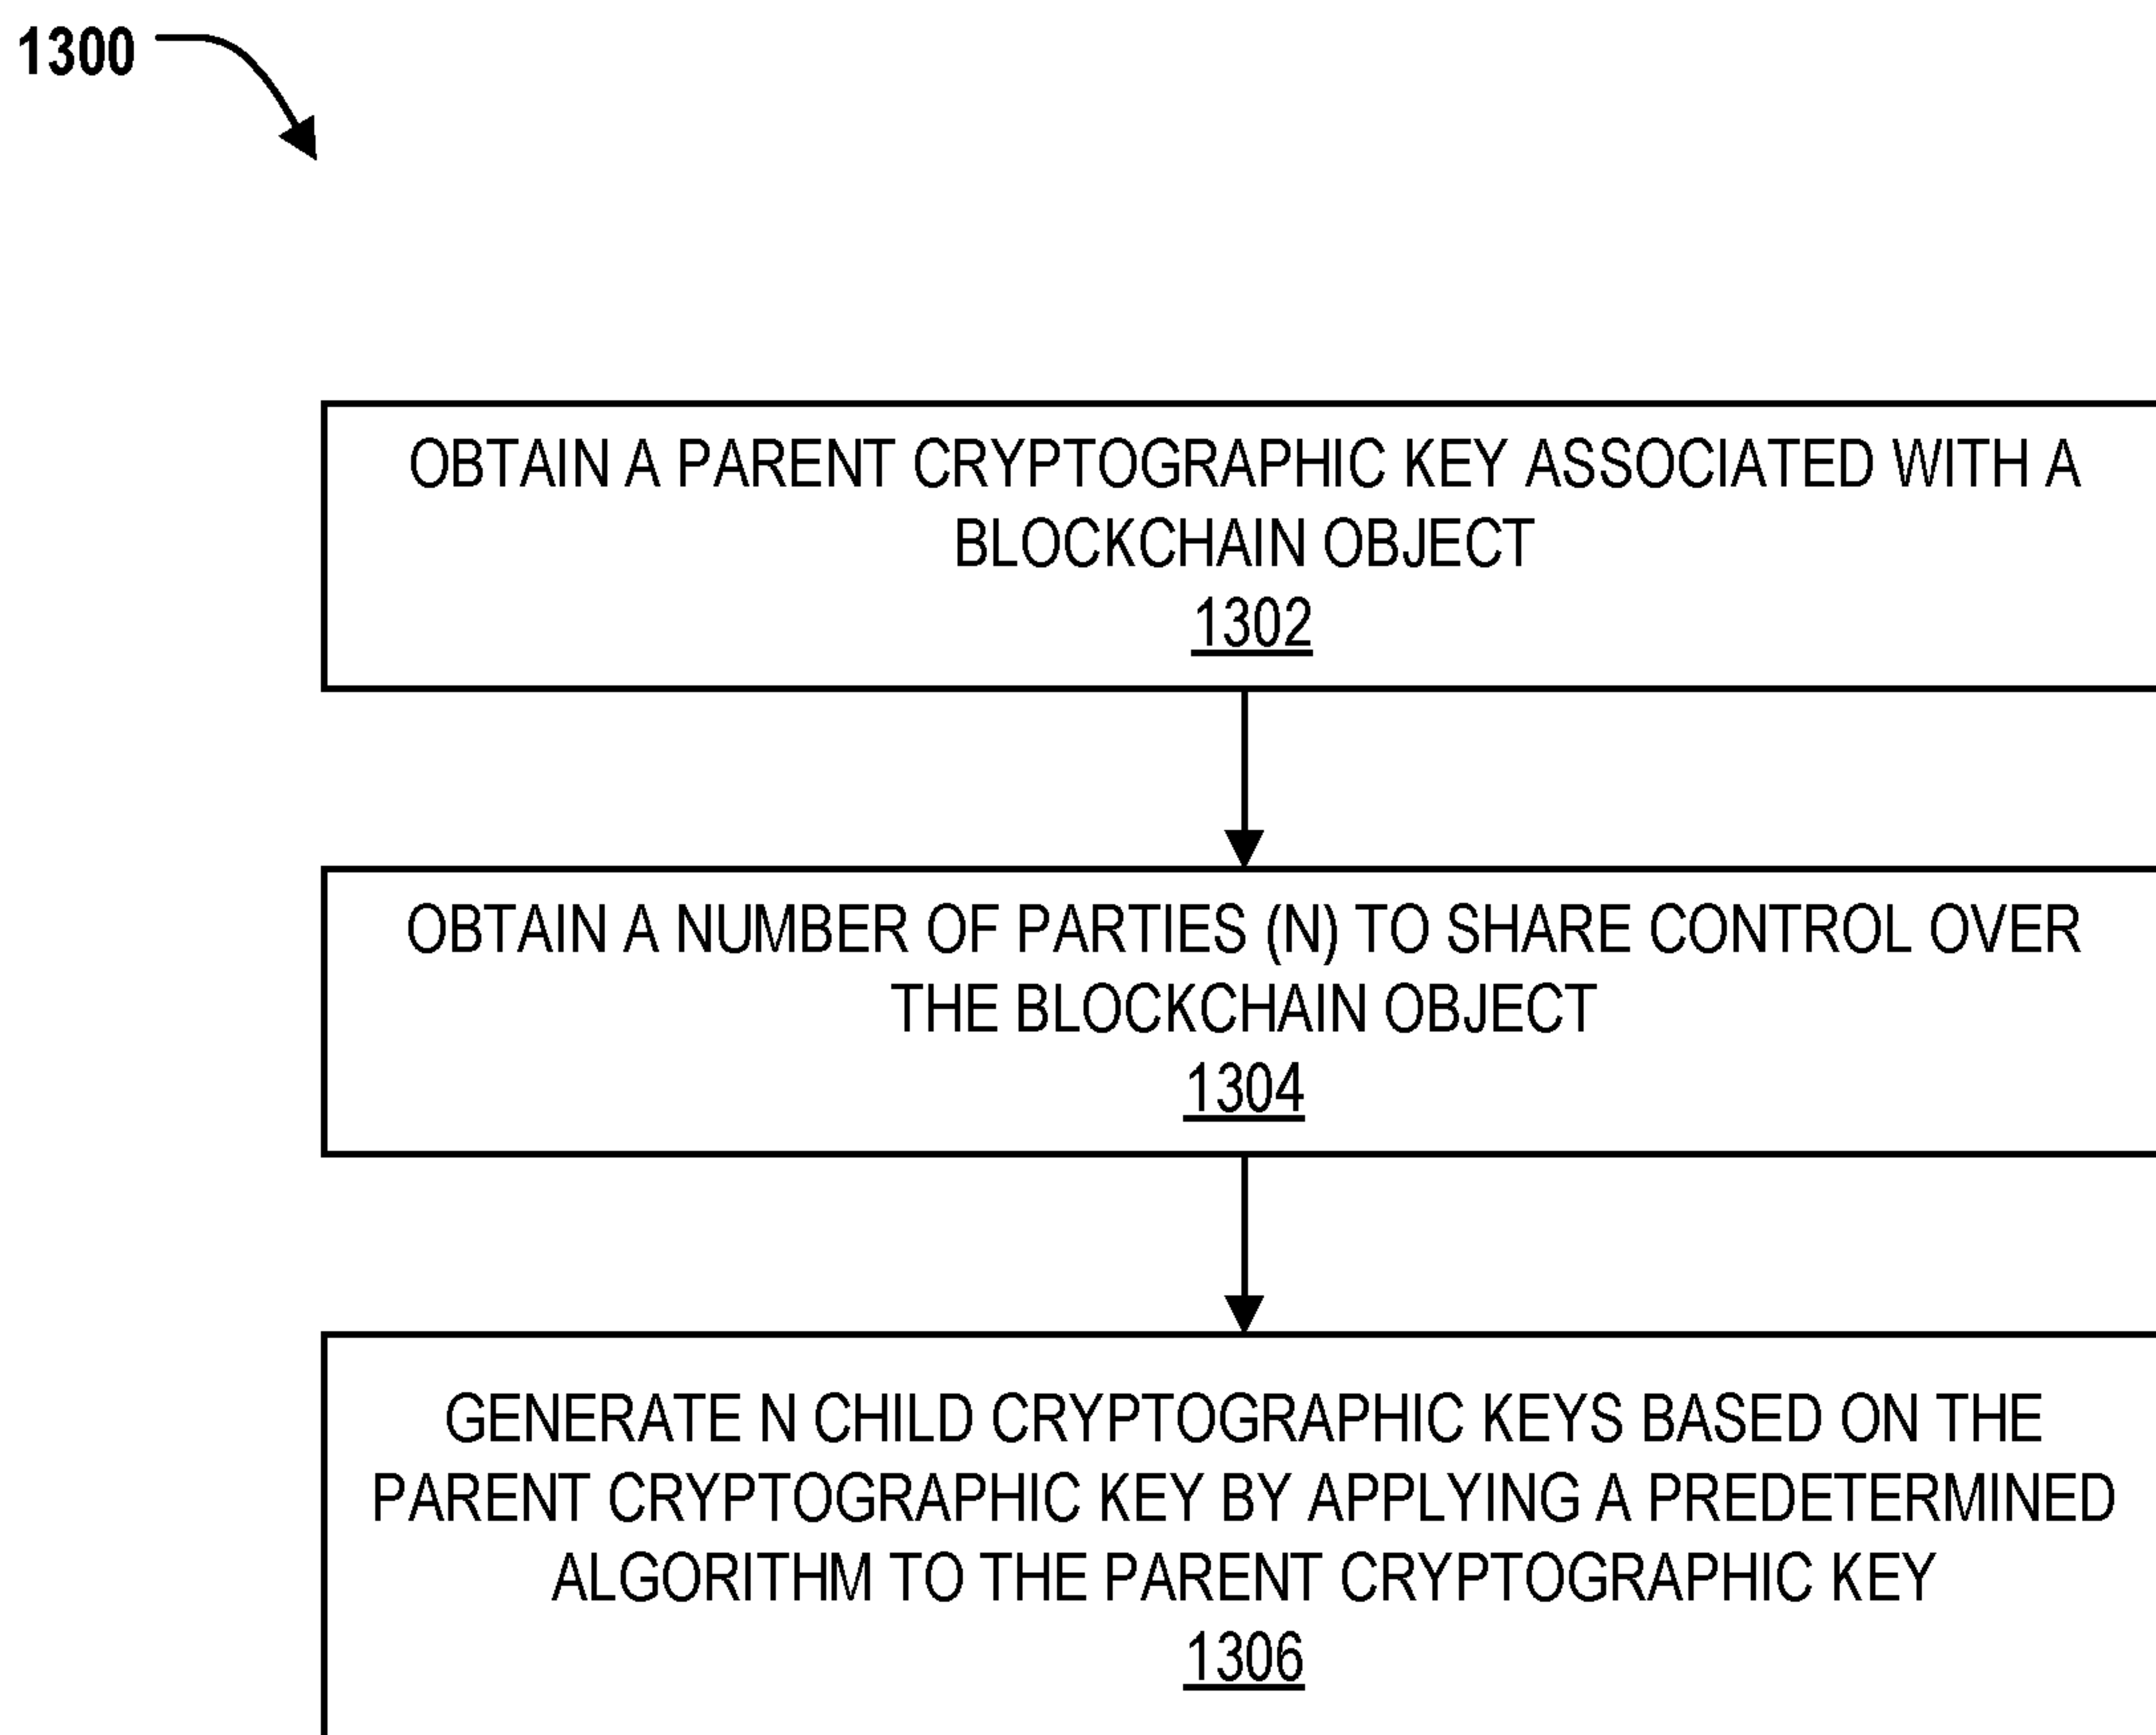 1300
OBTAIN A PARENT CRYPTOGRAPHIC KEY ASSOCIATED WITH A
BLOCKCHAIN OBJECT
1302
OBTAIN A NUMBER OF PARTIES (N) TO SHARE CONTROL OVER
THE BLOCKCHAIN OBJECT
1304
GENERATE N CHILD CRYPTOGRAPHIC KEYS BASED ON THE
PARENT CRYPTOGRAPHIC KEY BY APPLYING A PREDETERMINED
ALGORITHM TO THE PARENT CRYPTOGRAPHIC KEY
1306